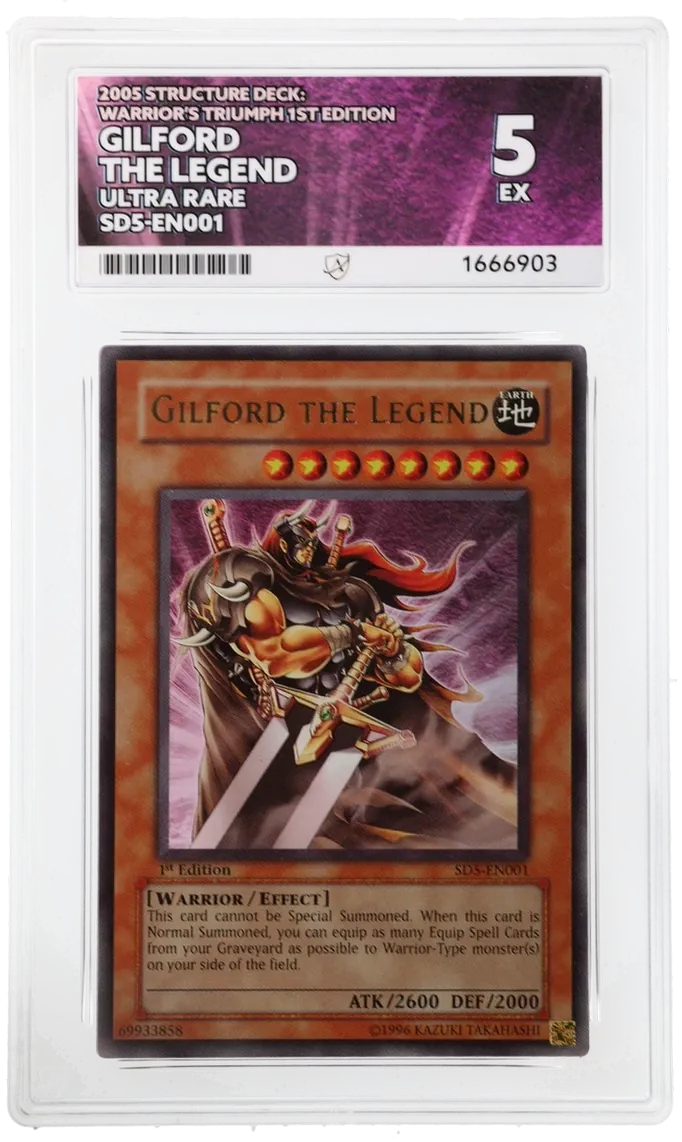 2005 STRUCTURE DECK:
WARRIOR'S TRIUMPH 1ST EDITION
GILFORD
THE LEGEND
ULTRA RARE
SD5-EN001
5
EX
1666903
GILFORD THE LEGEND
EARTH
地
1st Edition
SD5-EN001
[WARRIOR / EFFECT]
This card cannot be Special Summoned. When this card is
Normal Summoned, you can equip as many Equip Spell Cards
from your Graveyard as possible to Warrior-Type monster(s)
on your side of the field.
ATK/2600 DEF/2000
69933858
©1996 KAZUKI TAKAHASHI